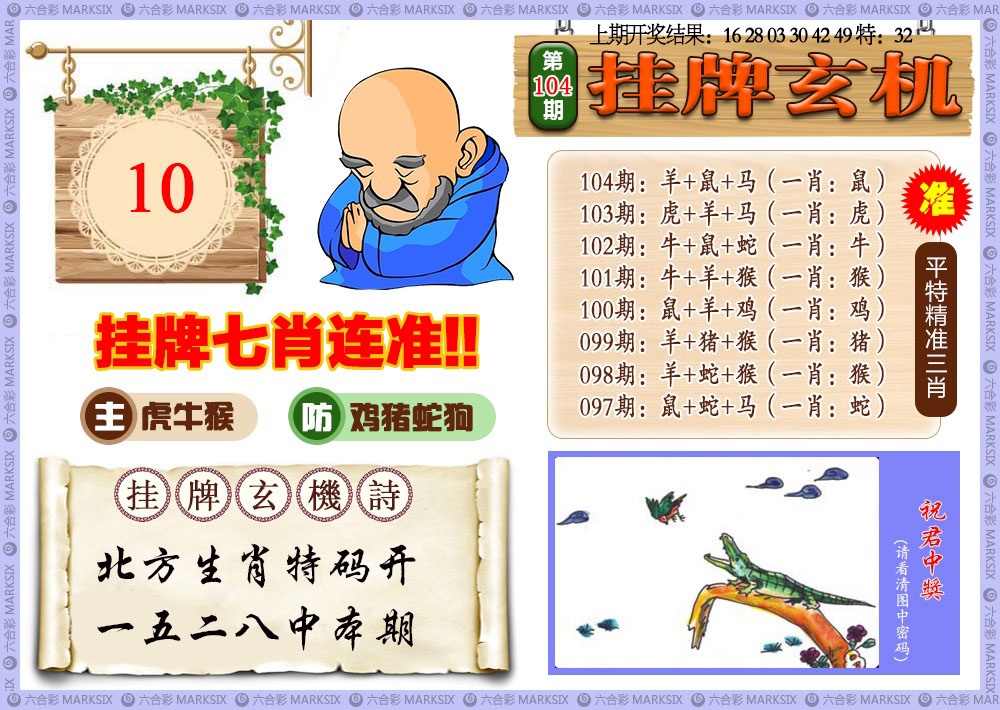 六合彩 MARKSIX
上期开奖结果：16 28 03 30 42 49 特：32
第
104
期
挂牌玄机
10
104期：羊+鼠+马（一肖：鼠）
103期：虎+羊+马（一肖：虎）
102期：牛+鼠+蛇（一肖：牛）
101期：牛+羊+猴（一肖：猴）
100期：鼠+羊+鸡（一肖：鸡）
099期：羊+猪+猴（一肖：猪）
098期：羊+蛇+猴（一肖：猴）
097期：鼠+蛇+马（一肖：蛇）
准
平特精准三肖
挂牌七肖连准!!
主 虎牛猴
防 鸡猪蛇狗
挂牌玄機詩
北方生肖特码开
一五二八中本期
祝君中獎
（请看清图中密码）